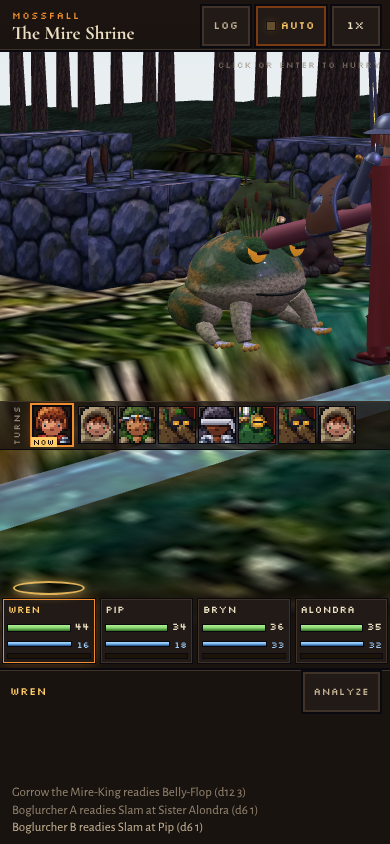 MOSSFALL
The Mire Shrine
LOG
AUTO
1X
CLICK OR ENTER TO HURRY
TURNS
NOW
WREN
44
16
PIP
34
18
BRYN
36
33
ALONDRA
35
32
WREN
ANALYZE
Gorrow the Mire-King readies Belly-Flop (d12 3)
Boglurcher A readies Slam at Sister Alondra (d6 1)
Boglurcher B readies Slam at Pip (d6 1)